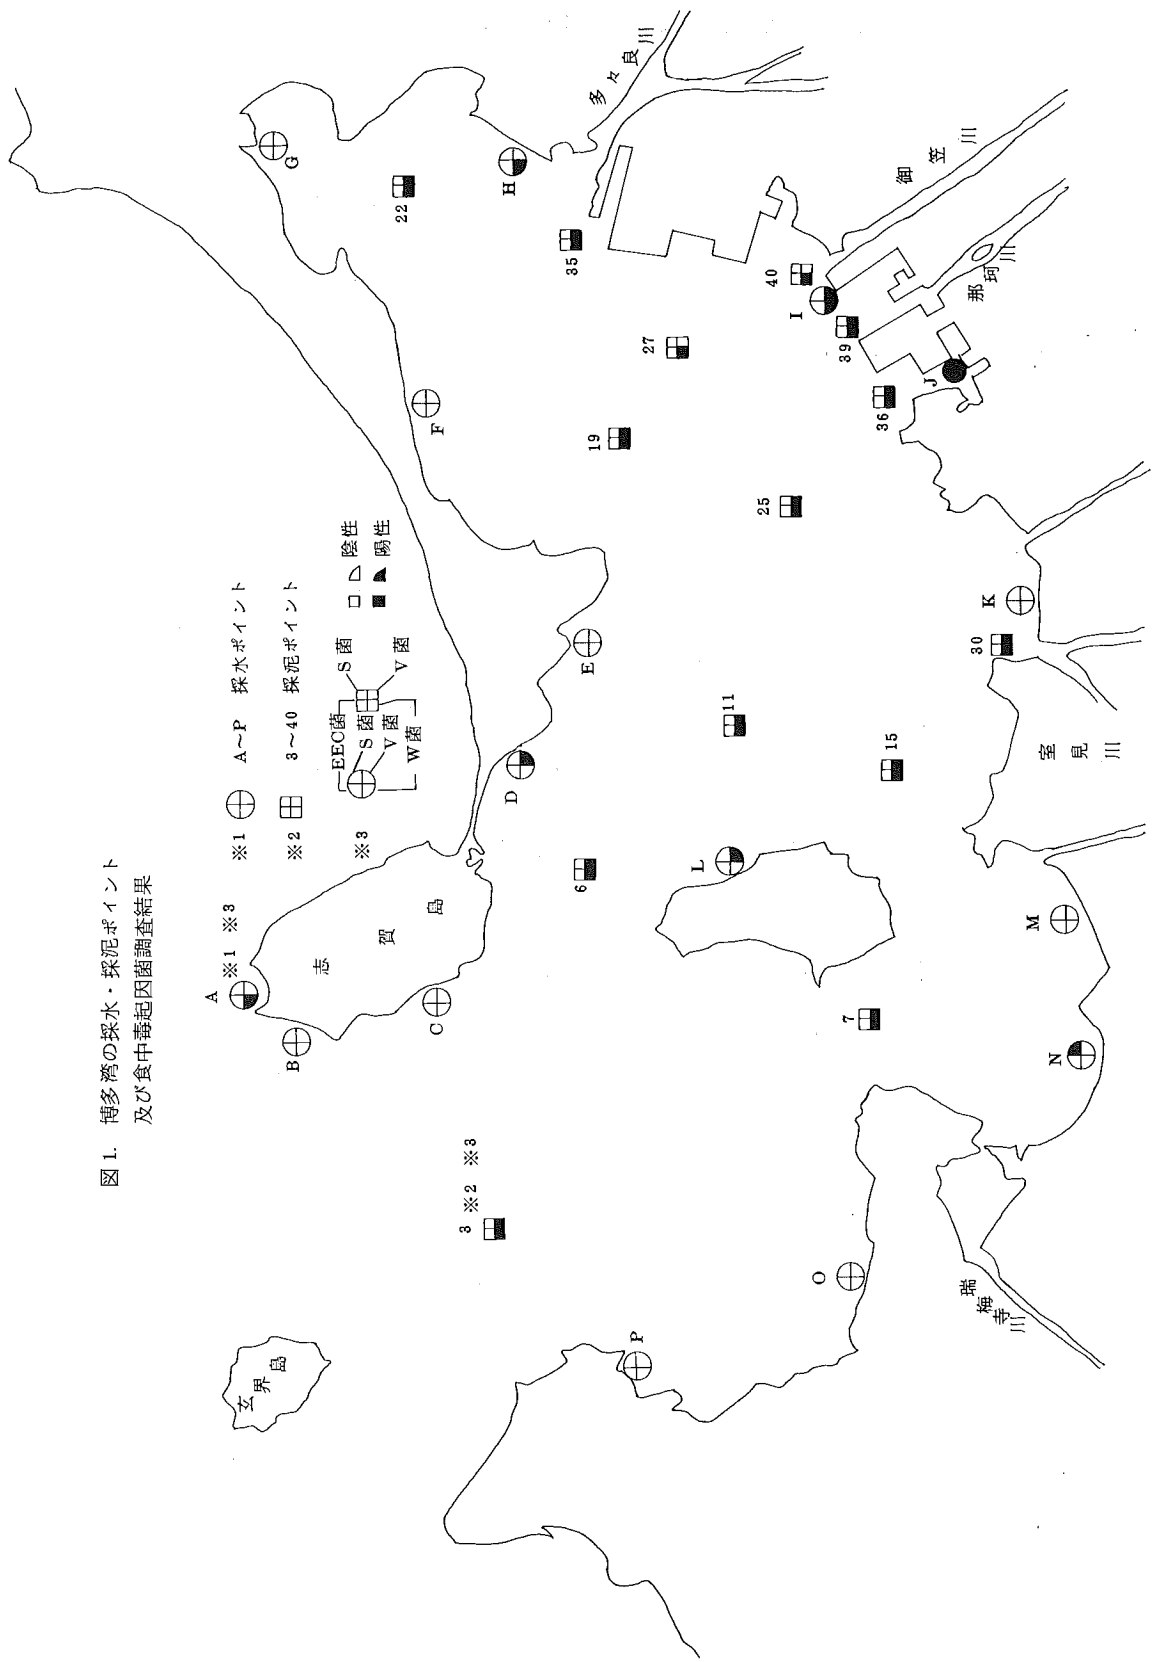 図1. 博多湾の採水・採泥ポイント
及び食中毒起因菌調査結果
※1 A～P 採水ポイント
※2 3～40 採泥ポイント
※3
EEC菌
S菌
V菌
W菌
S菌
V菌
陰性
陽性
玄界島
志賀島
A ※1 ※3
B
C
3 ※2 ※3
D
E
F
G
H
I
J
K
L
M
N
O
P
6
7
11
15
19
22
25
27
30
35
36
39
40
多々良川
御笠川
那珂川
室見川
瑞梅寺川